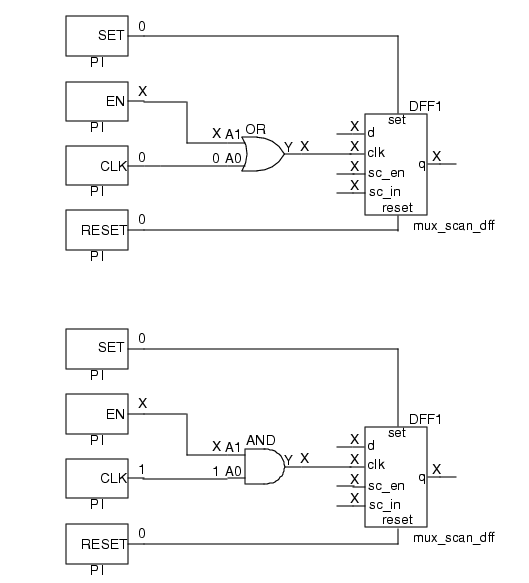 SET 0
PI
DFF1
EN X
PI
OR
set
X A1
X d
CLK 0
0 A0
Y X
X clk
q X
PI
X sc_en
X sc_in
RESET 0
reset
PI
mux_scan_dff
SET 1 0
PI
DFF1
EN X
PI
AND
set
X A1
X d
CLK 1
1 A0
Y X
X clk
q X
PI
X sc_en
X sc_in
RESET 0
reset
PI
mux_scan_dff